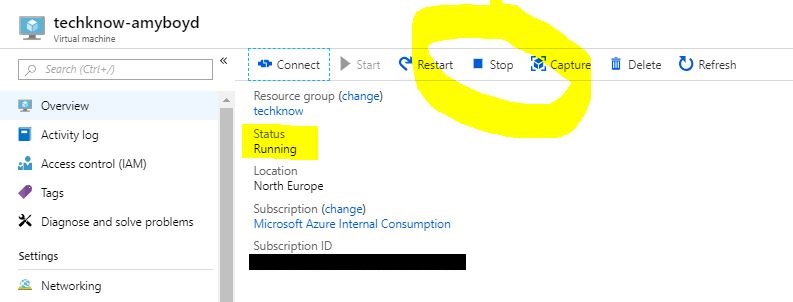 techknow-amyboyd
Virtual machine
Search (Ctrl+/)
«
Overview
Activity log
Access control (IAM)
Tags
Diagnose and solve problems
Settings
Networking
Connect Start Restart Stop Capture Delete Refresh
Resource group (change)
techknow
Status
Running
Location
North Europe
Subscription (change)
Microsoft Azure Internal Consumption
Subscription ID